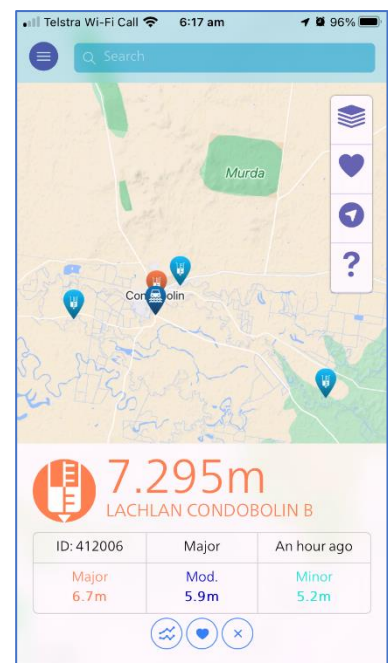 Telstra Wi-Fi Call 6:17 am 96%
Search
Murda
Condobolin
7.295m
LACHLAN CONDOBOLIN B
ID: 412006 Major An hour ago
Major Mod. Minor
6.7m 5.9m 5.2m